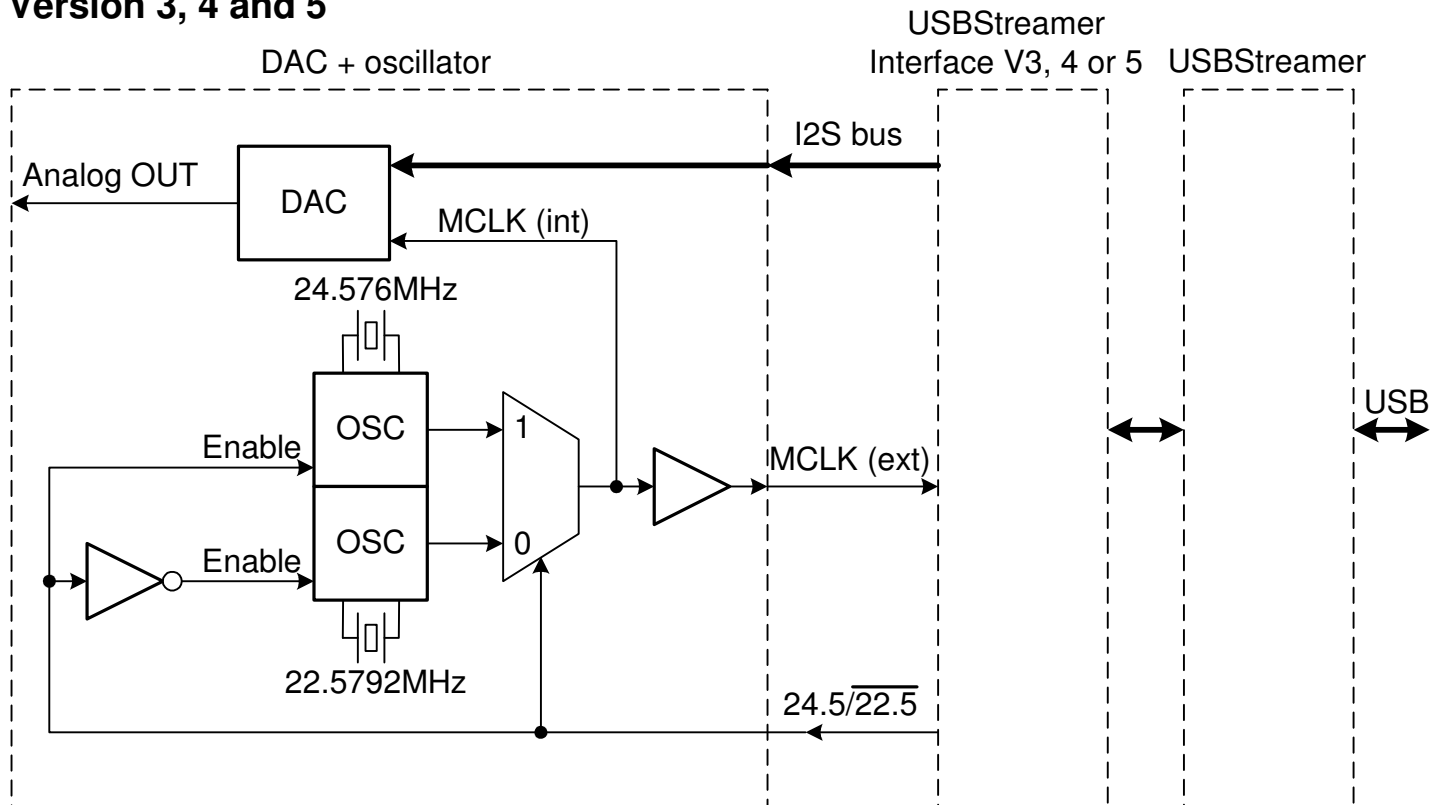 Version 3, 4 and 5
USBStreamer
DAC + oscillator
Interface V3, 4 or 5
USBStreamer
I2S bus
Analog OUT
DAC
MCLK (int)
24.576MHz
USB
OSC
1
Enable
MCLK (ext)
OSC
0
Enable
22.5792MHz
24.5/22.5